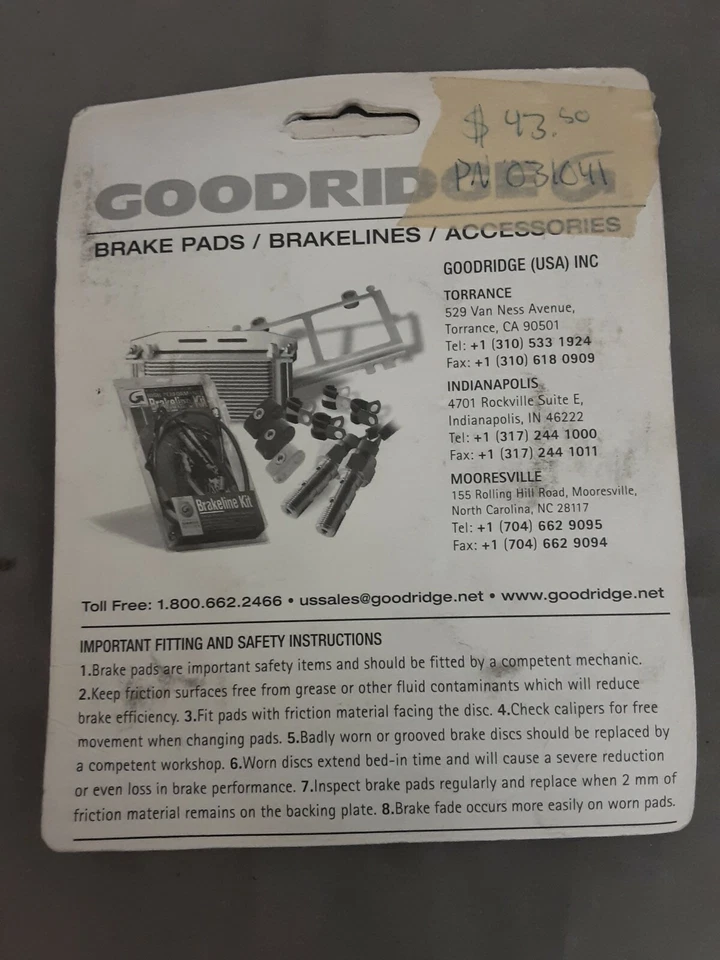 $ 43.50
PN 031041
GOODRIDGE
BRAKE PADS / BRAKELINES / ACCESSORIES
GOODRIDGE (USA) INC
TORRANCE
529 Van Ness Avenue,
Torrance, CA 90501
Tel: +1 (310) 533 1924
Fax: +1 (310) 618 0909
INDIANAPOLIS
4701 Rockville Suite E,
Indianapolis, IN 46222
Tel: +1 (317) 244 1000
Fax: +1 (317) 244 1011
MOORESVILLE
155 Rolling Hill Road, Mooresville,
North Carolina, NC 28117
Tel: +1 (704) 662 9095
Fax: +1 (704) 662 9094
G
Brakeline Kit
Brakeline Kit
Toll Free: 1.800.662.2466 • ussales@goodridge.net • www.goodridge.net
IMPORTANT FITTING AND SAFETY INSTRUCTIONS
1.Brake pads are important safety items and should be fitted by a competent mechanic.
2.Keep friction surfaces free from grease or other fluid contaminants which will reduce
brake efficiency. 3.Fit pads with friction material facing the disc. 4.Check calipers for free
movement when changing pads. 5.Badly worn or grooved brake discs should be replaced by
a competent workshop. 6.Worn discs extend bed-in time and will cause a severe reduction
or even loss in brake performance. 7.Inspect brake pads regularly and replace when 2 mm of
friction material remains on the backing plate. 8.Brake fade occurs more easily on worn pads.